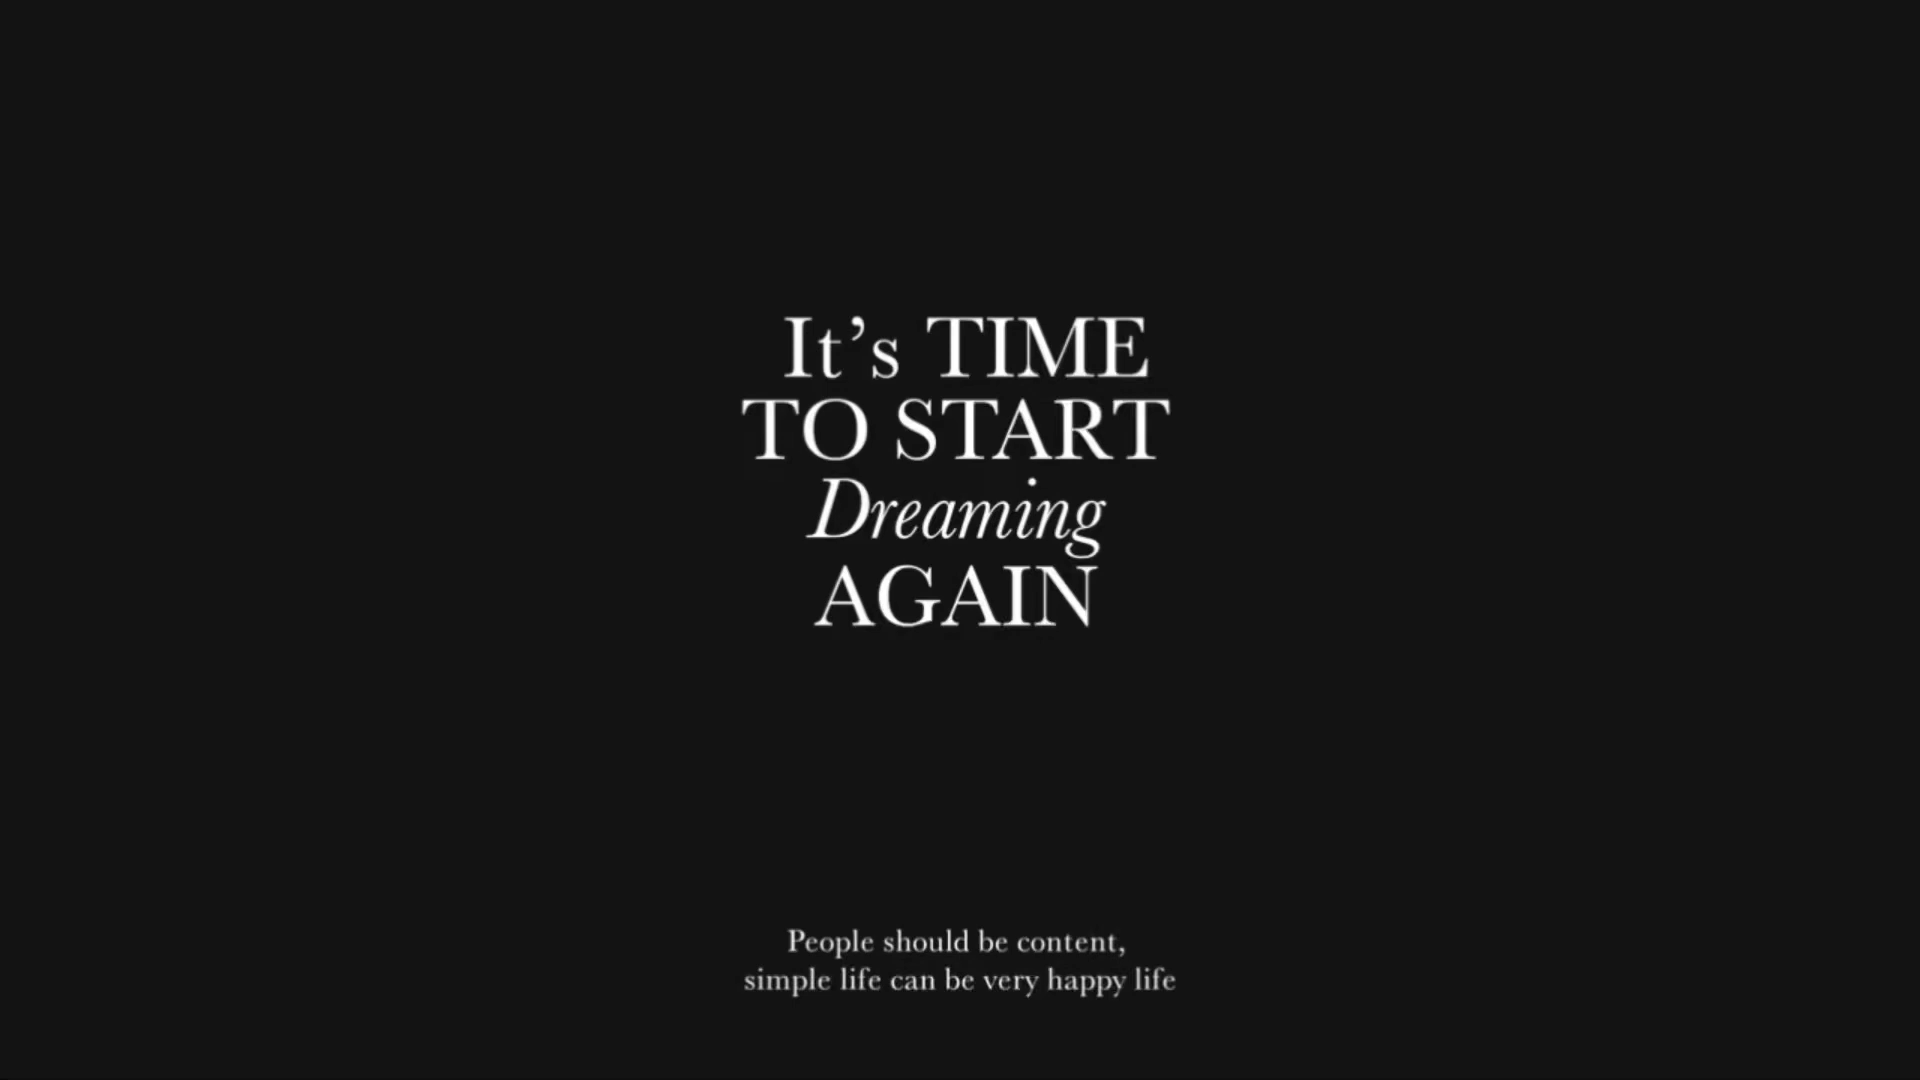 It’s TIME
TO START
Dreaming
AGAIN
People should be content,
simple life can be very happy life